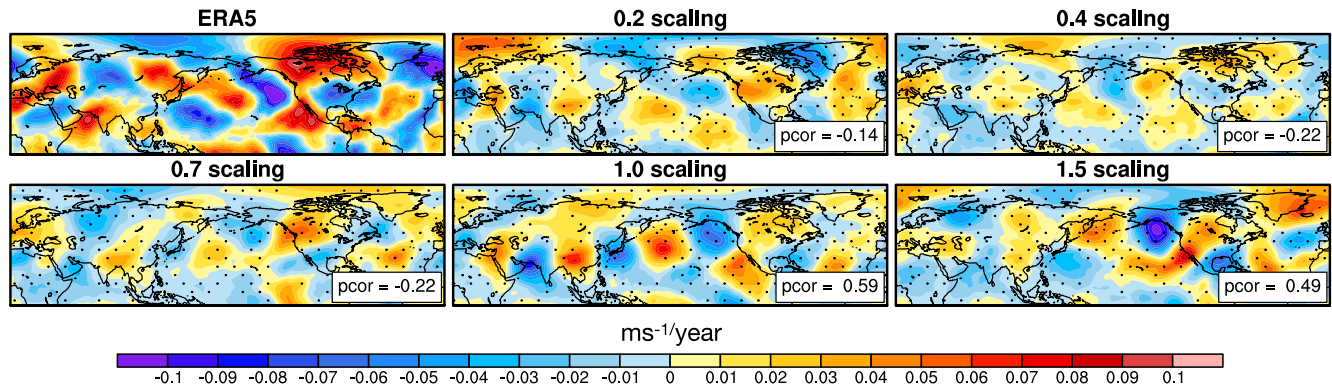 ERA5
0.2 scaling
0.4 scaling
pcor = -0.14
pcor = -0.22
0.7 scaling
1.0 scaling
1.5 scaling
pcor = -0.22
pcor = 0.59
pcor = 0.49
ms-1/year
-0.1 -0.09 -0.08 -0.07 -0.06 -0.05 -0.04 -0.03 -0.02 -0.01 0 0.01 0.02 0.03 0.04 0.05 0.06 0.07 0.08 0.09 0.1